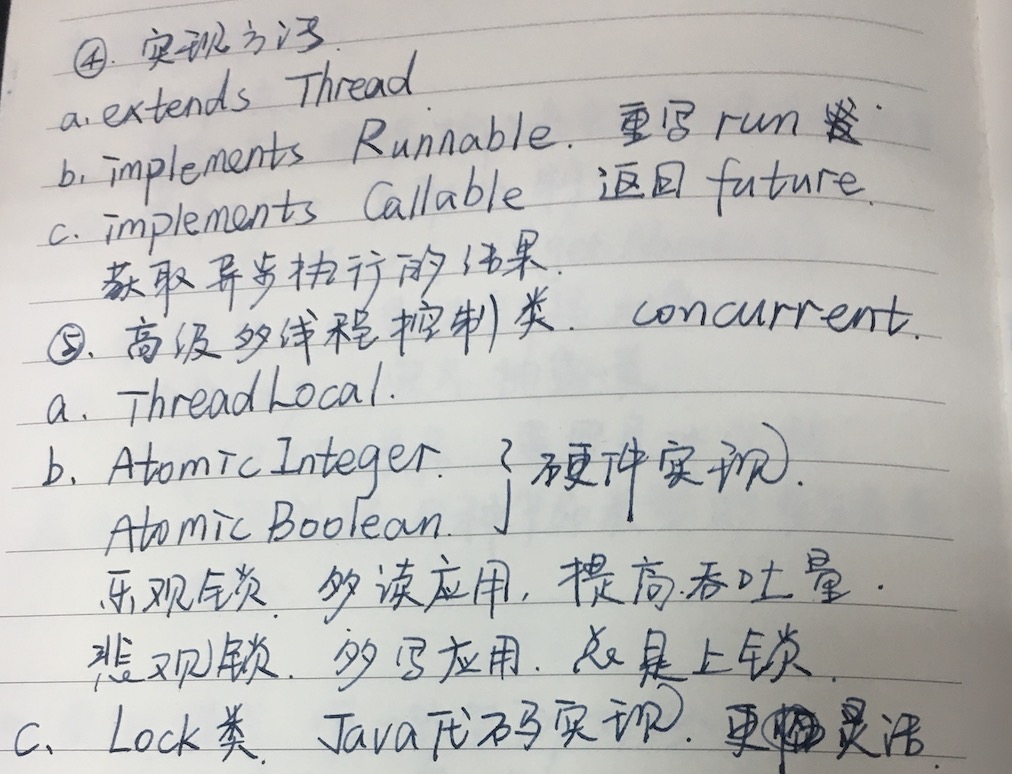 ④. 实现方法.
a. extends Thread.
b. implements Runnable. 重写 run
c. implements Callable 返回 future.
获取异步执行的结果.
⑤. 高级多线程控制类. concurrent.
a. ThreadLocal.
b. Atomic Integer. } 硬件实现.
Atomic Boolean.
乐观锁. 多读应用, 提高吞吐量.
悲观锁. 多写应用. 总是上锁.
c. Lock类. Java代码实现. 更灵活.